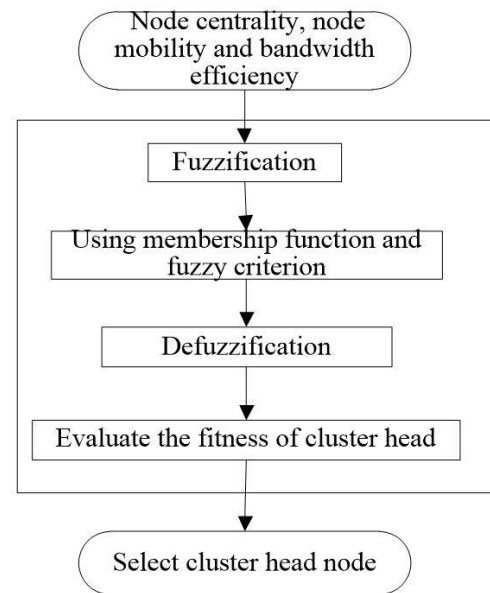 Node centrality, node
mobility and bandwidth
efficiency
Fuzzification
Using membership function and
fuzzy criterion
Defuzzification
Evaluate the fitness of cluster head
Select cluster head node